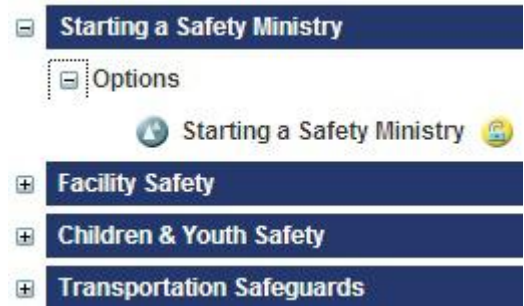 Starting a Safety Ministry
Options
Starting a Safety Ministry
Facility Safety
Children & Youth Safety
Transportation Safeguards